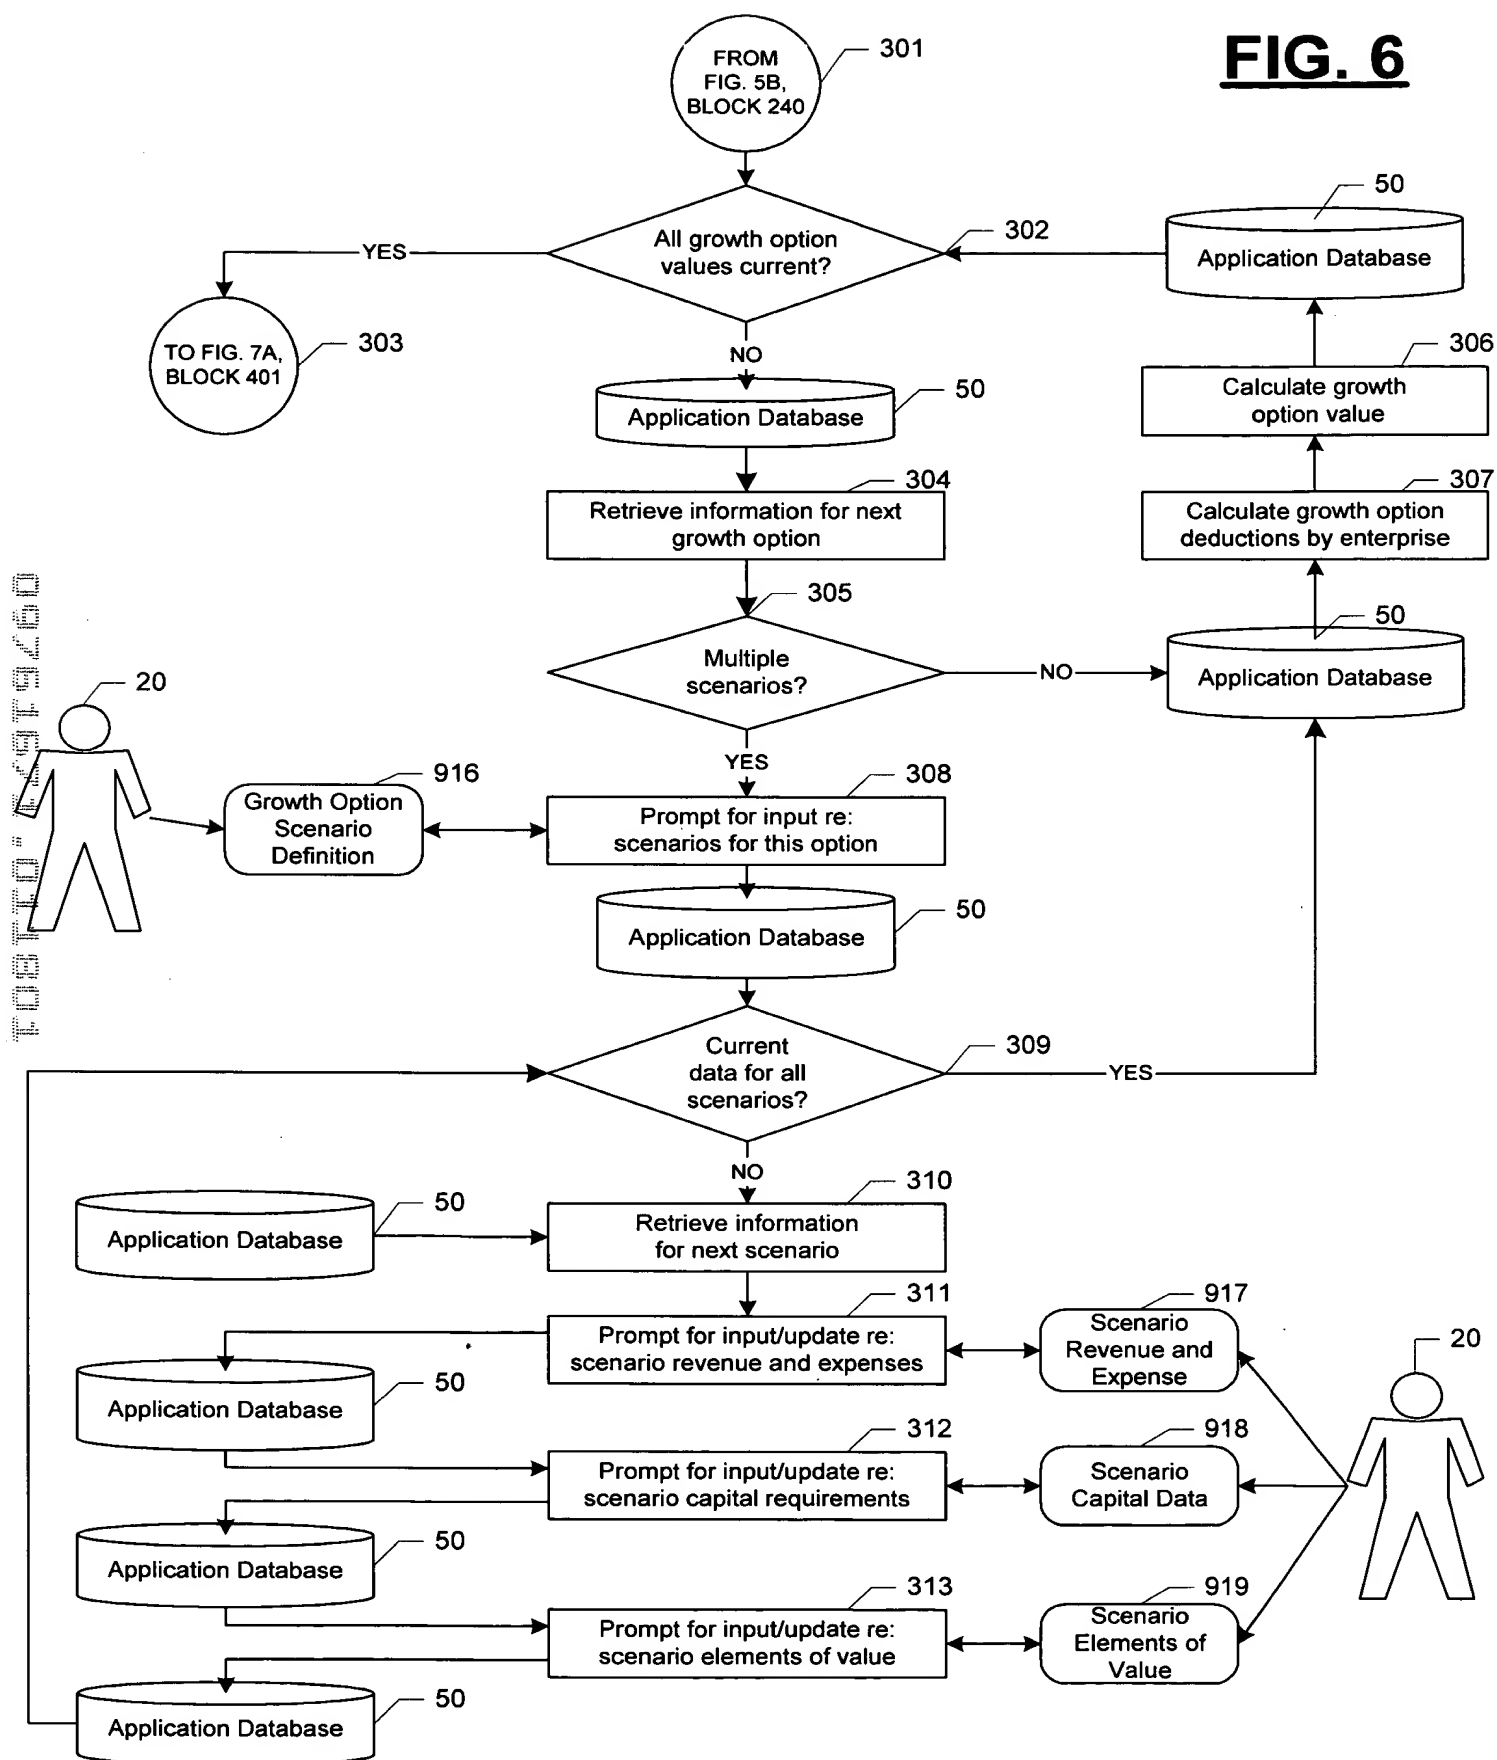 FIG. 6
FROM
FIG. 5B,
BLOCK 240
301
All growth option
values current?
302
YES
NO
TO FIG. 7A,
BLOCK 401
303
50
Application Database
306
Calculate growth
option value
50
Application Database
304
Retrieve information for next
growth option
307
Calculate growth option
deductions by enterprise
305
Multiple
scenarios?
NO
YES
50
Application Database
20
916
Growth Option
Scenario
Definition
308
Prompt for input re:
scenarios for this option
50
Application Database
309
Current
data for all
scenarios?
YES
NO
50
Application Database
310
Retrieve information
for next scenario
311
Prompt for input/update re:
scenario revenue and expenses
917
Scenario
Revenue and
Expense
20
50
Application Database
312
Prompt for input/update re:
scenario capital requirements
918
Scenario
Capital Data
50
Application Database
313
Prompt for input/update re:
scenario elements of value
919
Scenario
Elements of
Value
50
Application Database